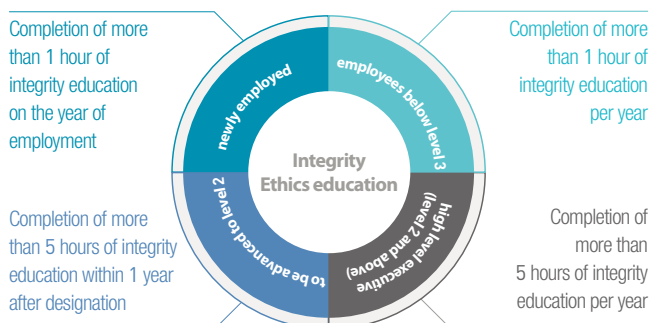 Completion of more
than 1 hour of
integrity education
on the year of
employment
Completion of more
than 1 hour of
integrity education
per year
newly employed
employees below level 3
Integrity
Ethics education
to be advanced to level 2
high level executive
(level 2 and above)
Completion of more
than 5 hours of integrity
education within 1 year
after designation
Completion of
more than
5 hours of integrity
education per year